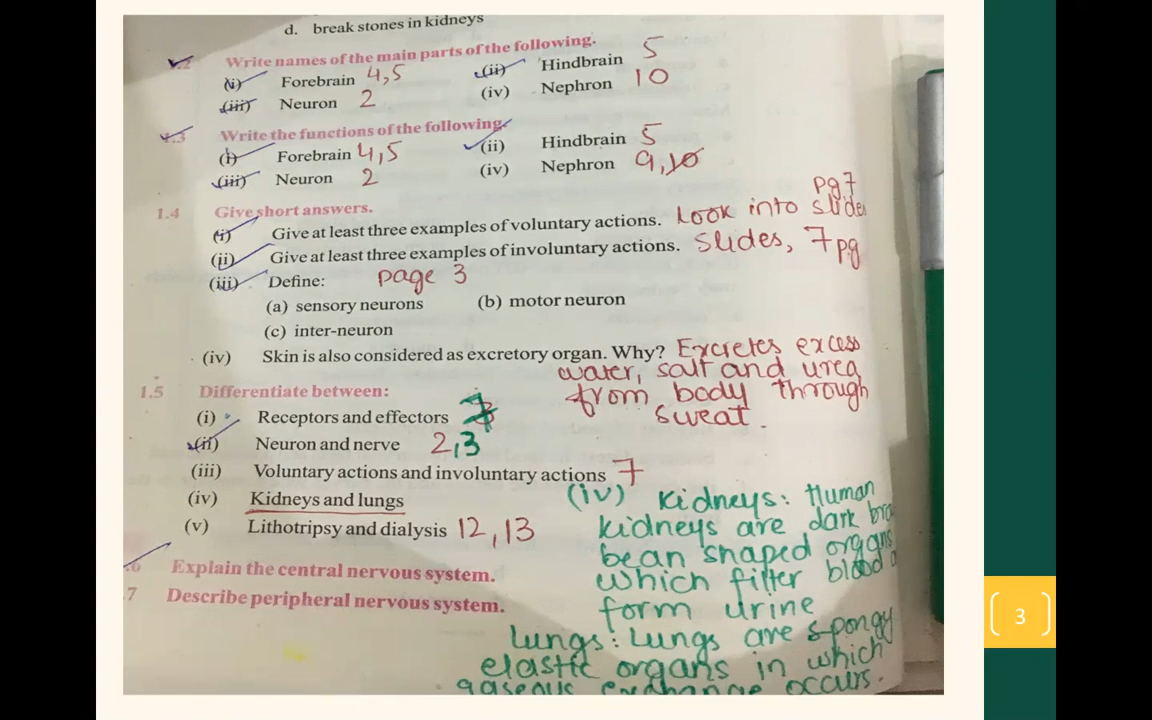 d. break stones in kidneys
1.2 Write names of the main parts of the following.
(i) Forebrain 4,5 (ii) Hindbrain 5
(iii) Neuron 2 (iv) Nephron 10
1.3 Write the functions of the following.
(i) Forebrain 4,5 (ii) Hindbrain 5
(iii) Neuron 2 (iv) Nephron 9,10
1.4 Give short answers. pg 7
(i) Give at least three examples of voluntary actions. Look into slides
(ii) Give at least three examples of involuntary actions. Slides, 7 pg
(iii) Define: page 3
(a) sensory neurons (b) motor neuron
(c) inter-neuron
(iv) Skin is also considered as excretory organ. Why? Excretes excess
water, salt and urea
from body through
sweat.
1.5 Differentiate between:
(i) Receptors and effectors
(ii) Neuron and nerve 2,3
(iii) Voluntary actions and involuntary actions 7
(iv) Kidneys and lungs
(v) Lithotripsy and dialysis 12,13
(iv) Kidneys: Human
kidneys are dark bro
bean shaped organs
which filter blood
form urine
Lungs: Lungs are spongy
elastic organs in which
gaseous exchange occurs.
.6 Explain the central nervous system.
.7 Describe peripheral nervous system.
3